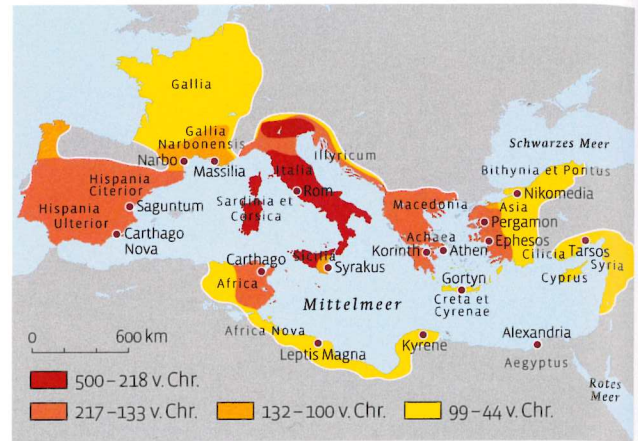 Gallia
Gallia
Narbonensis
Narbo
Massilia
Hispania
Citerior
Hispania
Ulterior
Saguntum
Carthago
Nova
Illyricum
Italia
Rom
Sardinia et
Corsica
Sicilia
Syrakus
Carthago
Africa
Africa Nova
Leptis Magna
Mittelmeer
Macedonia
Achaea
Korinth
Athen
Gortyn
Creta et
Cyrenae
Kyrene
Schwarzes Meer
Bithynia et Pontus
Nikomedia
Asia
Pergamon
Ephesos
Cilicia
Tarsos
Syria
Cyprus
Alexandria
Aegyptus
Rotes
Meer
0 600 km
500–218 v. Chr.
217–133 v. Chr.
132–100 v. Chr.
99–44 v. Chr.